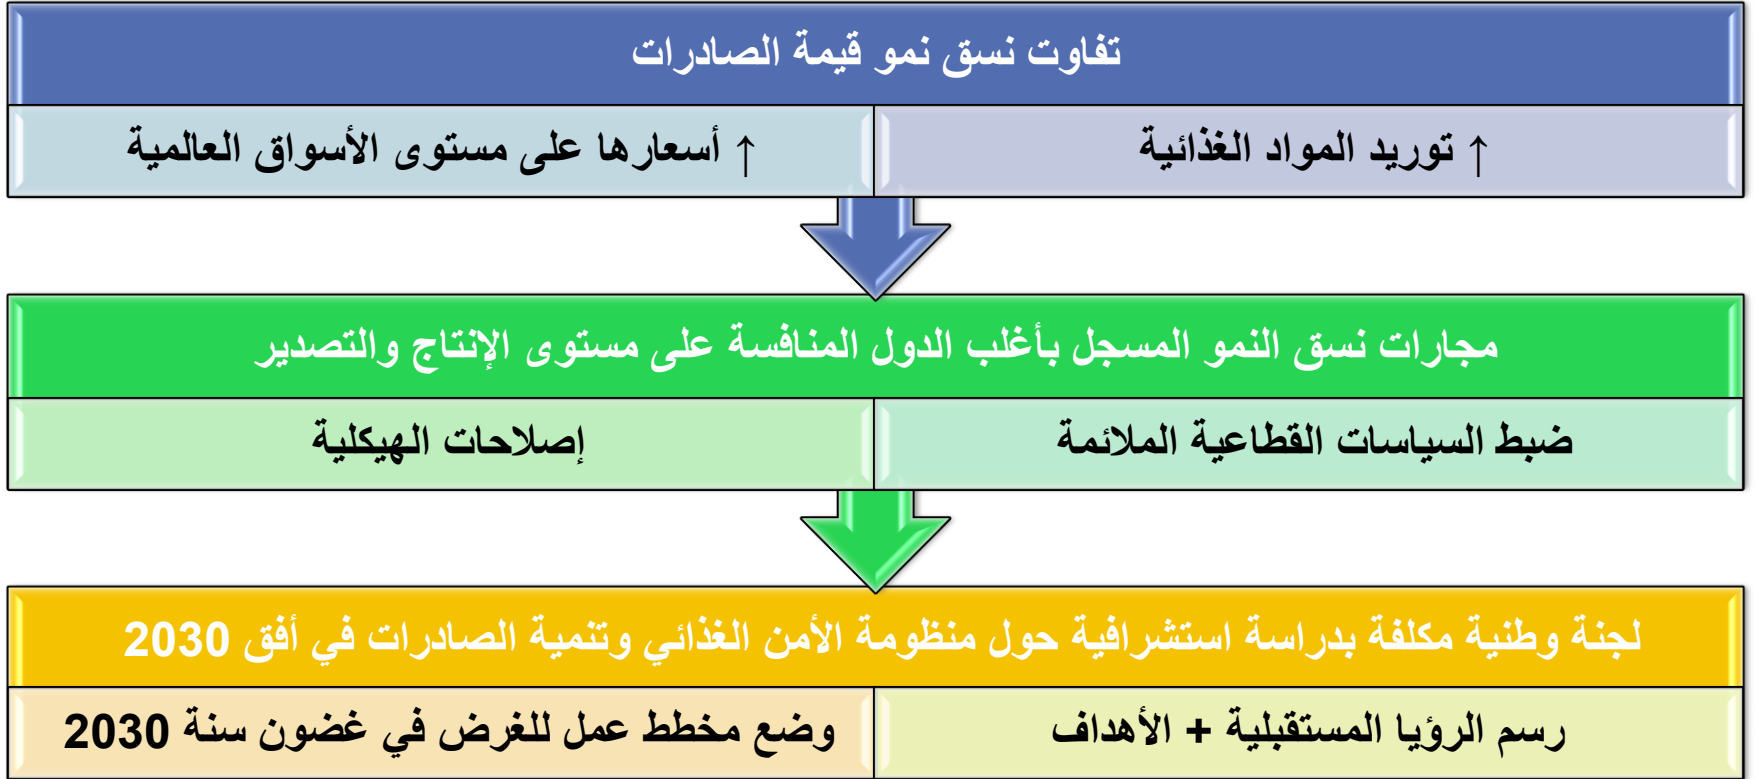 تفاوت نسق نمو قيمة الصادرات
↑ توريد المواد الغذائية
↑ أسعارها على مستوى الأسواق العالمية
مجارات نسق النمو المسجل بأغلب الدول المنافسة على مستوى الإنتاج والتصدير
ضبط السياسات القطاعية الملائمة
إصلاحات الهيكلية
لجنة وطنية مكلفة بدراسة استشرافية حول منظومة الأمن الغذائي وتنمية الصادرات في أفق 2030
رسم الرؤيا المستقبلية + الأهداف
وضع مخطط عمل للغرض في غضون سنة 2030